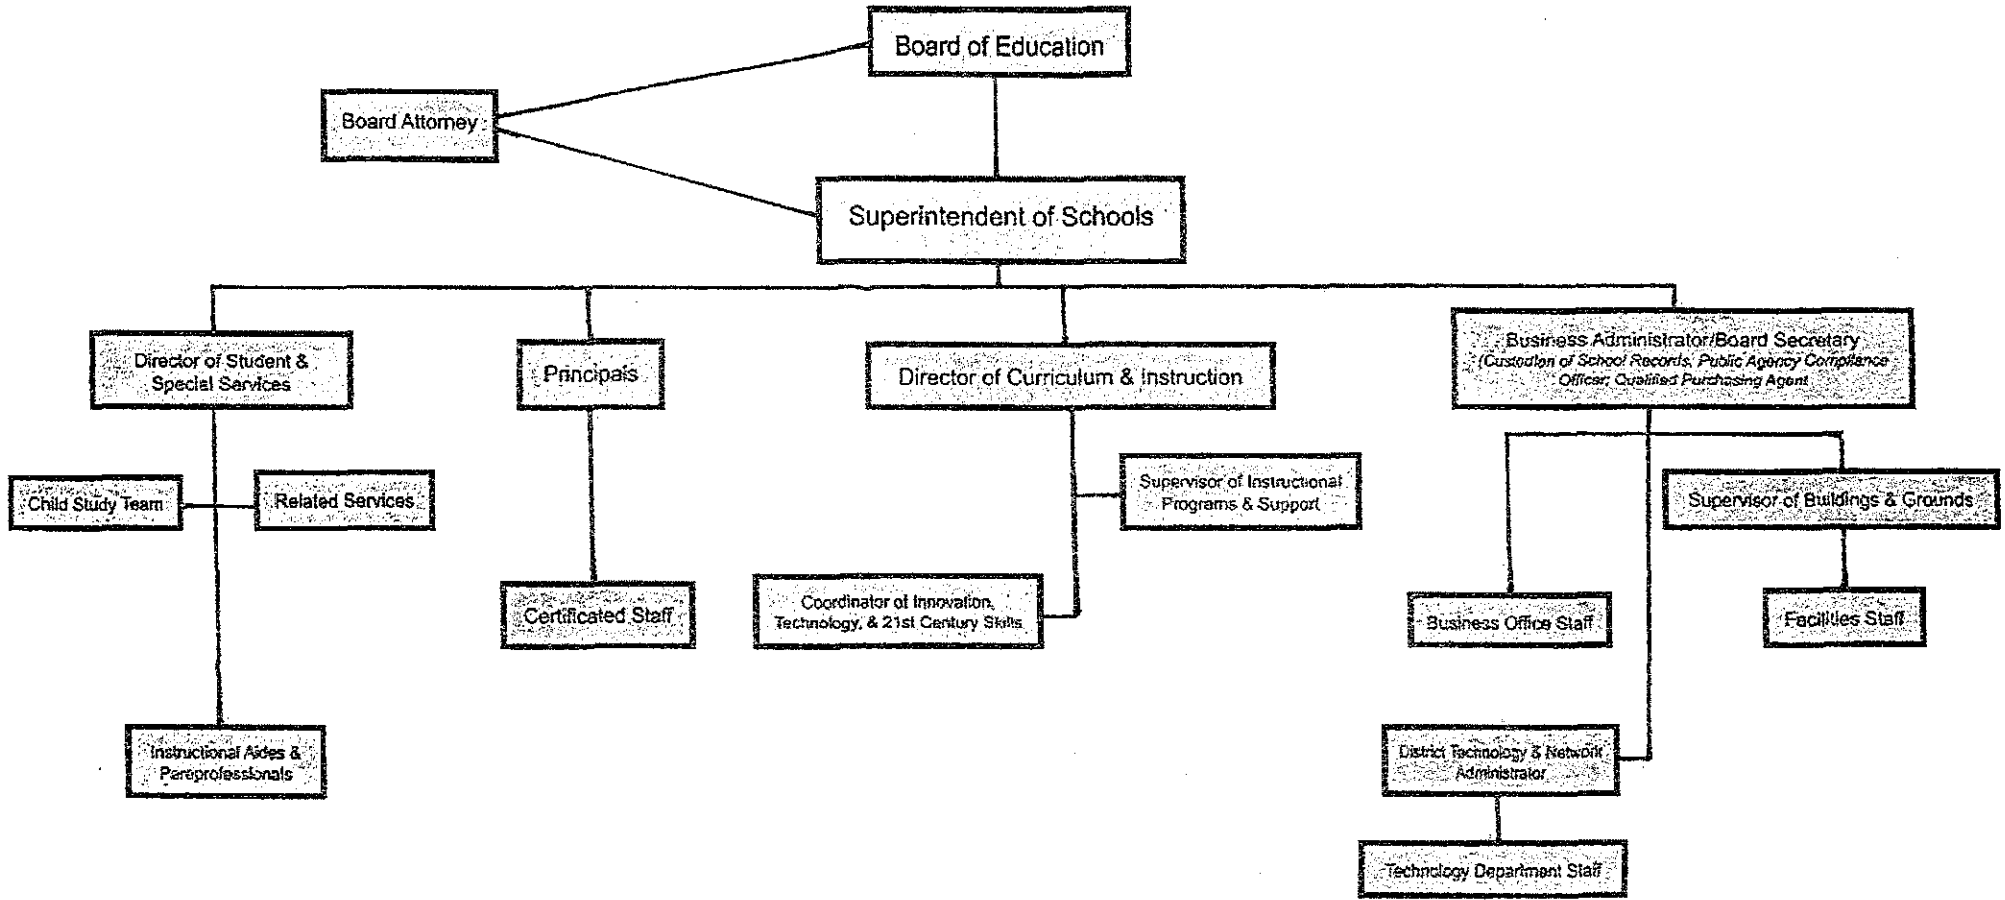 Board of Education
Board Attorney
Superintendent of Schools
Director of Student &
Special Services
Principals
Director of Curriculum & Instruction
Business Administrator/Board Secretary
(Custodian of School Records, Public Agency Compliance
Officer, Qualified Purchasing Agent
Child Study Team
Related Services
Supervisor of Instructional
Programs & Support
Supervisor of Buildings & Grounds
Certificated Staff
Coordinator of Innovation,
Technology, & 21st Century Skills
Business Office Staff
Facilities Staff
Instructional Aides &
Paraprofessionals
District Technology & Network
Administrator
Technology Department Staff